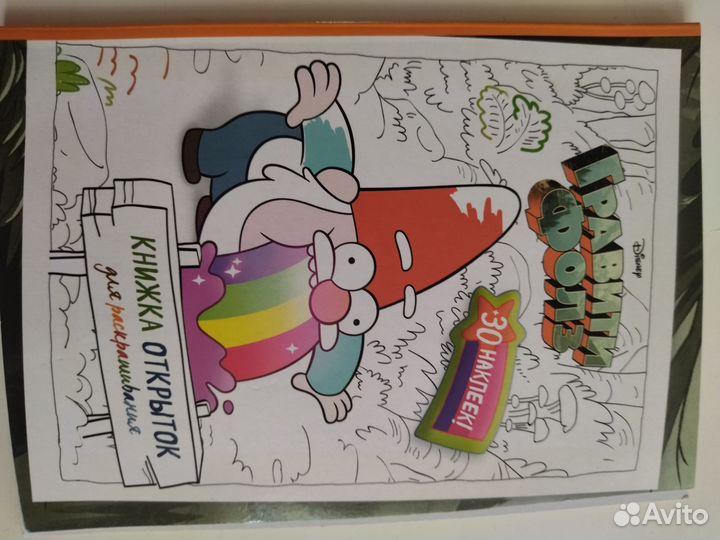 Disney
ГРАВИТИ
ФОЛЗ
+30 НАКЛЕЕК!
КНИЖКА ОТКРЫТОК
для раскрашивания
Avito